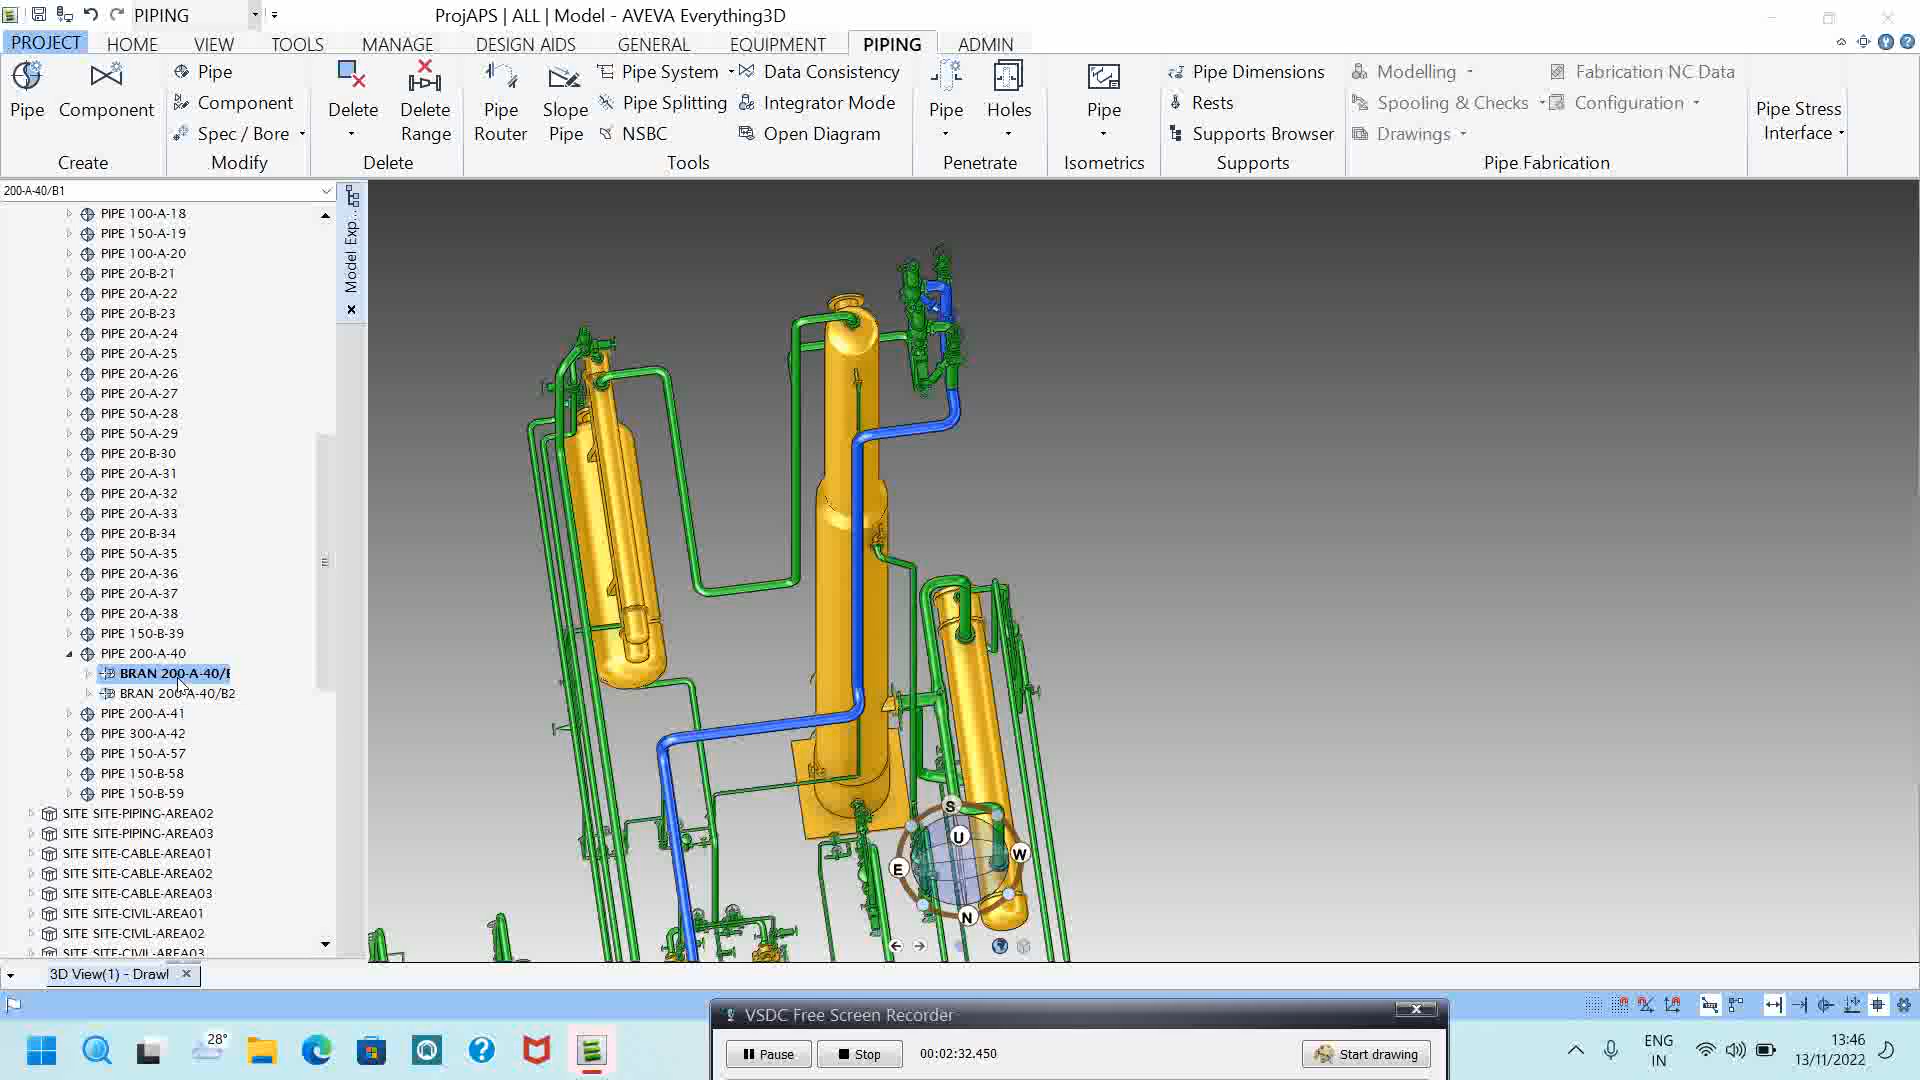 PIPING
ProjAPS | ALL | Model - AVEVA Everything3D
PROJECT HOME VIEW TOOLS MANAGE DESIGN AIDS GENERAL EQUIPMENT PIPING ADMIN
Pipe
Component
Create
Pipe
Component
Spec / Bore
Modify
Delete
Delete Range
Delete
Pipe Router
Slope Pipe
Pipe System
Pipe Splitting
NSBC
Data Consistency
Integrator Mode
Open Diagram
Tools
Pipe
Holes
Penetrate
Pipe
Isometrics
Pipe Dimensions
Rests
Supports Browser
Supports
Modelling
Spooling & Checks
Drawings
Fabrication NC Data
Configuration
Pipe Fabrication
Pipe Stress
Interface
200-A-40/B1
Model Exp...
PIPE 100-A-18
PIPE 150-A-19
PIPE 100-A-20
PIPE 20-B-21
PIPE 20-A-22
PIPE 20-B-23
PIPE 20-A-24
PIPE 20-A-25
PIPE 20-A-26
PIPE 20-A-27
PIPE 50-A-28
PIPE 50-A-29
PIPE 20-B-30
PIPE 20-A-31
PIPE 20-A-32
PIPE 20-A-33
PIPE 20-B-34
PIPE 50-A-35
PIPE 20-A-36
PIPE 20-A-37
PIPE 20-A-38
PIPE 150-B-39
PIPE 200-A-40
BRAN 200-A-40/
BRAN 200-A-40/B2
PIPE 200-A-41
PIPE 300-A-42
PIPE 150-A-57
PIPE 150-B-58
PIPE 150-B-59
SITE SITE-PIPING-AREA02
SITE SITE-PIPING-AREA03
SITE SITE-CABLE-AREA01
SITE SITE-CABLE-AREA02
SITE SITE-CABLE-AREA03
SITE SITE-CIVIL-AREA01
SITE SITE-CIVIL-AREA02
SITE SITE-CIVIL-AREA03
S
U
W
E
N
3D View(1) - Drawl
VSDC Free Screen Recorder
Pause
Stop
00:02:32.450
Start drawing
28°
ENG
IN
13:46
13/11/2022